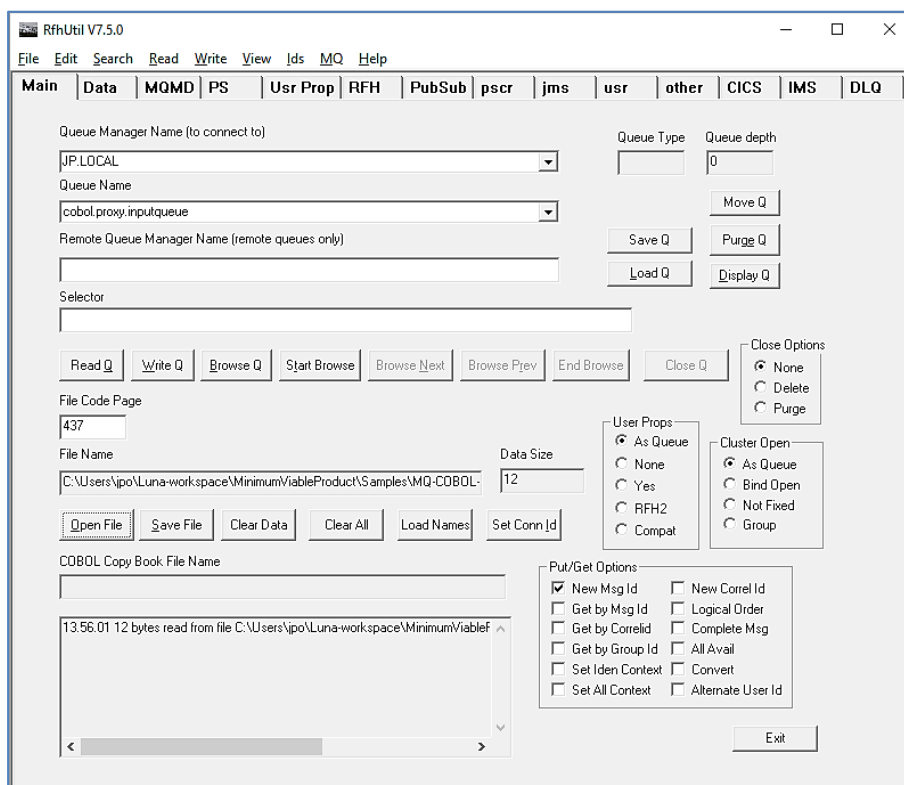 RfhUtil V7.5.0
File Edit Search Read Write View Ids MQ Help
Main Data MQMD PS Usr Prop RFH PubSub pscr jms usr other CICS IMS DLQ
Queue Manager Name (to connect to)
Queue Type Queue depth
JP.LOCAL
0
Queue Name
cobol.proxy.inputqueue
Move Q
Remote Queue Manager Name (remote queues only)
Save Q Purge Q
Load Q Display Q
Selector
Read Q Write Q Browse Q Start Browse Browse Next Browse Prev End Browse Close Q
Close Options
None
Delete
Purge
File Code Page
437
User Props
As Queue
None
Yes
RFH2
Compat
Cluster Open
As Queue
Bind Open
Not Fixed
Group
File Name
Data Size
C:\Users\jpo\Luna-workspace\MinimumViableProduct\Samples\MQ-COBOL-
12
Open File Save File Clear Data Clear All Load Names Set Conn Id
COBOL Copy Book File Name
Put/Get Options
New Msg Id New Correl Id
Get by Msg Id Logical Order
Get by Correlid Complete Msg
Get by Group Id All Avail
Set Iden Context Convert
Set All Context Alternate User Id
13.56.01 12 bytes read from file C:\Users\jpo\Luna-workspace\MinimumViableF
Exit